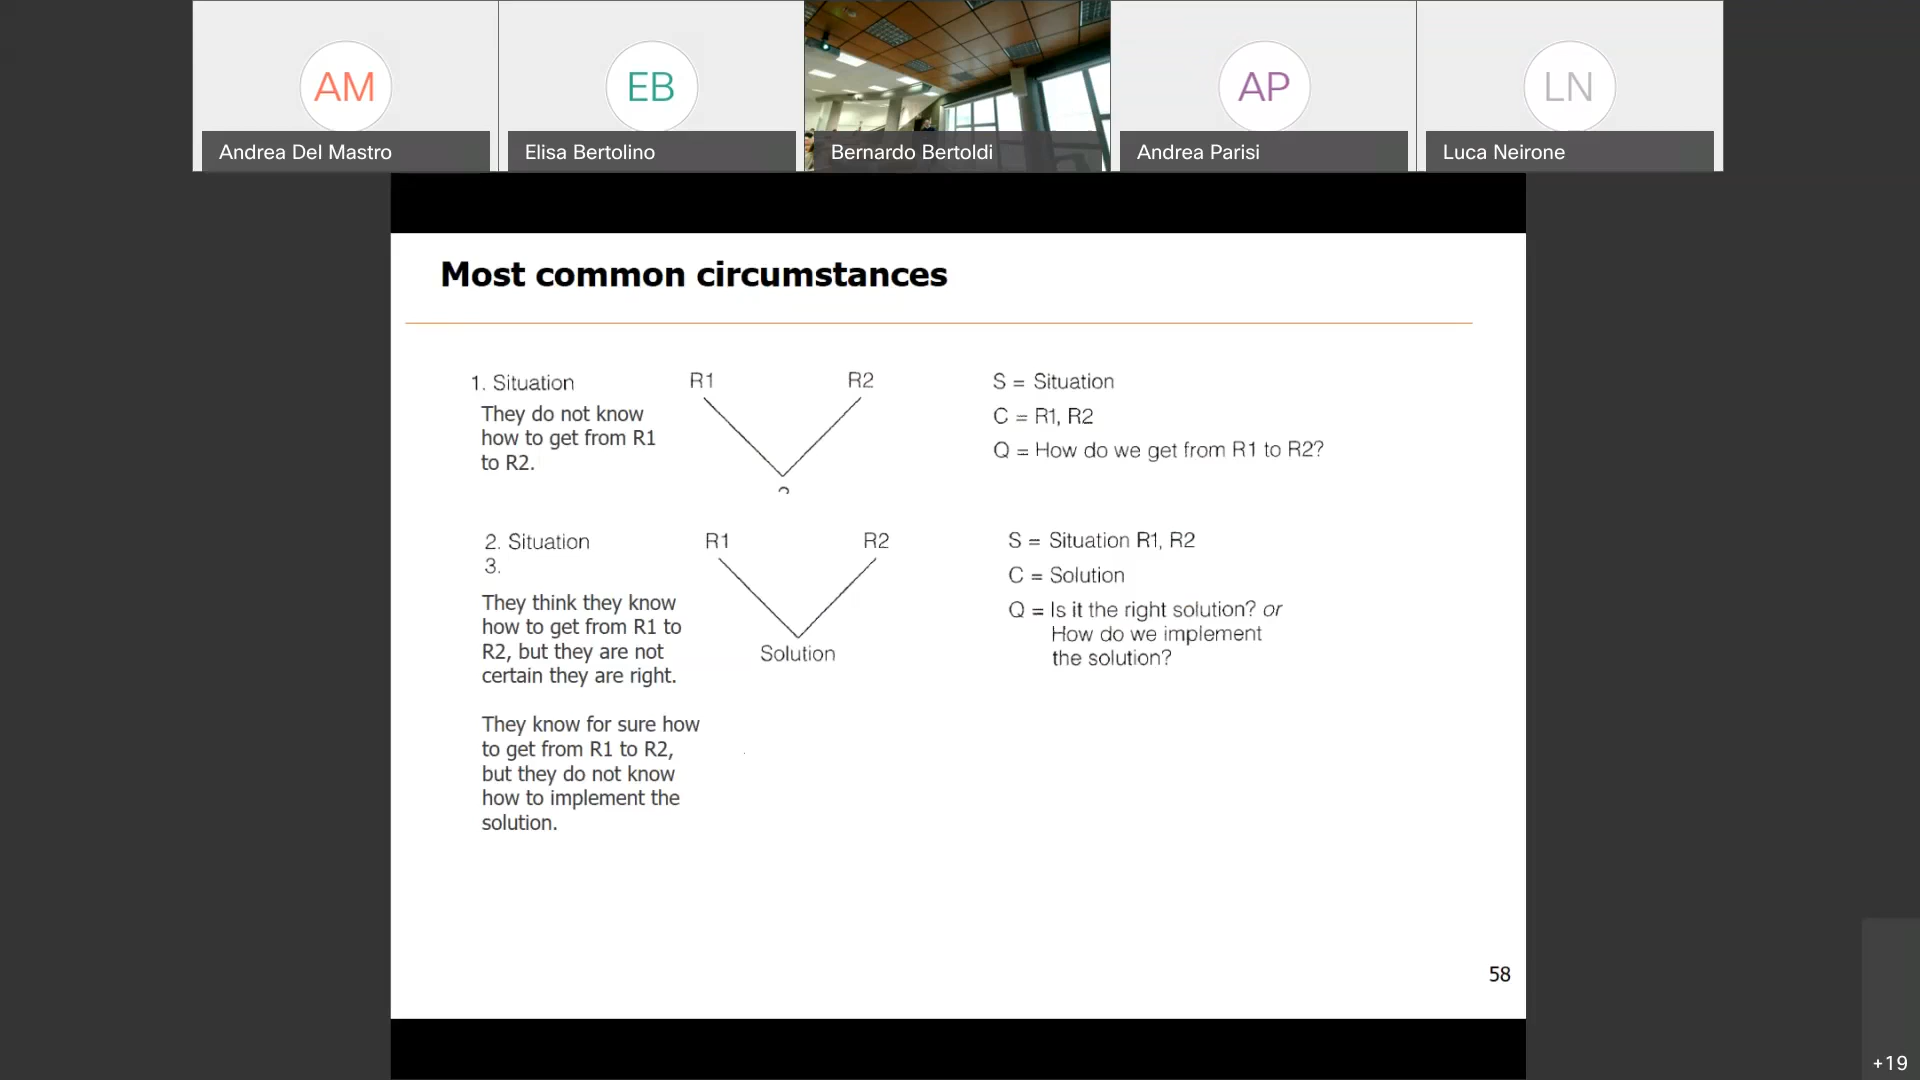 AM
EB
AP
LN
Andrea Del Mastro
Elisa Bertolino
Bernardo Bertoldi
Andrea Parisi
Luca Neirone
Most common circumstances
1. Situation
They do not know
how to get from R1
to R2.
R1
R2
?
S = Situation
C = R1, R2
Q = How do we get from R1 to R2?
2. Situation
3.
They think they know
how to get from R1 to
R2, but they are not
certain they are right.
They know for sure how
to get from R1 to R2,
but they do not know
how to implement the
solution.
R1
R2
Solution
S = Situation R1, R2
C = Solution
Q = Is it the right solution? or
How do we implement
the solution?
58
+19